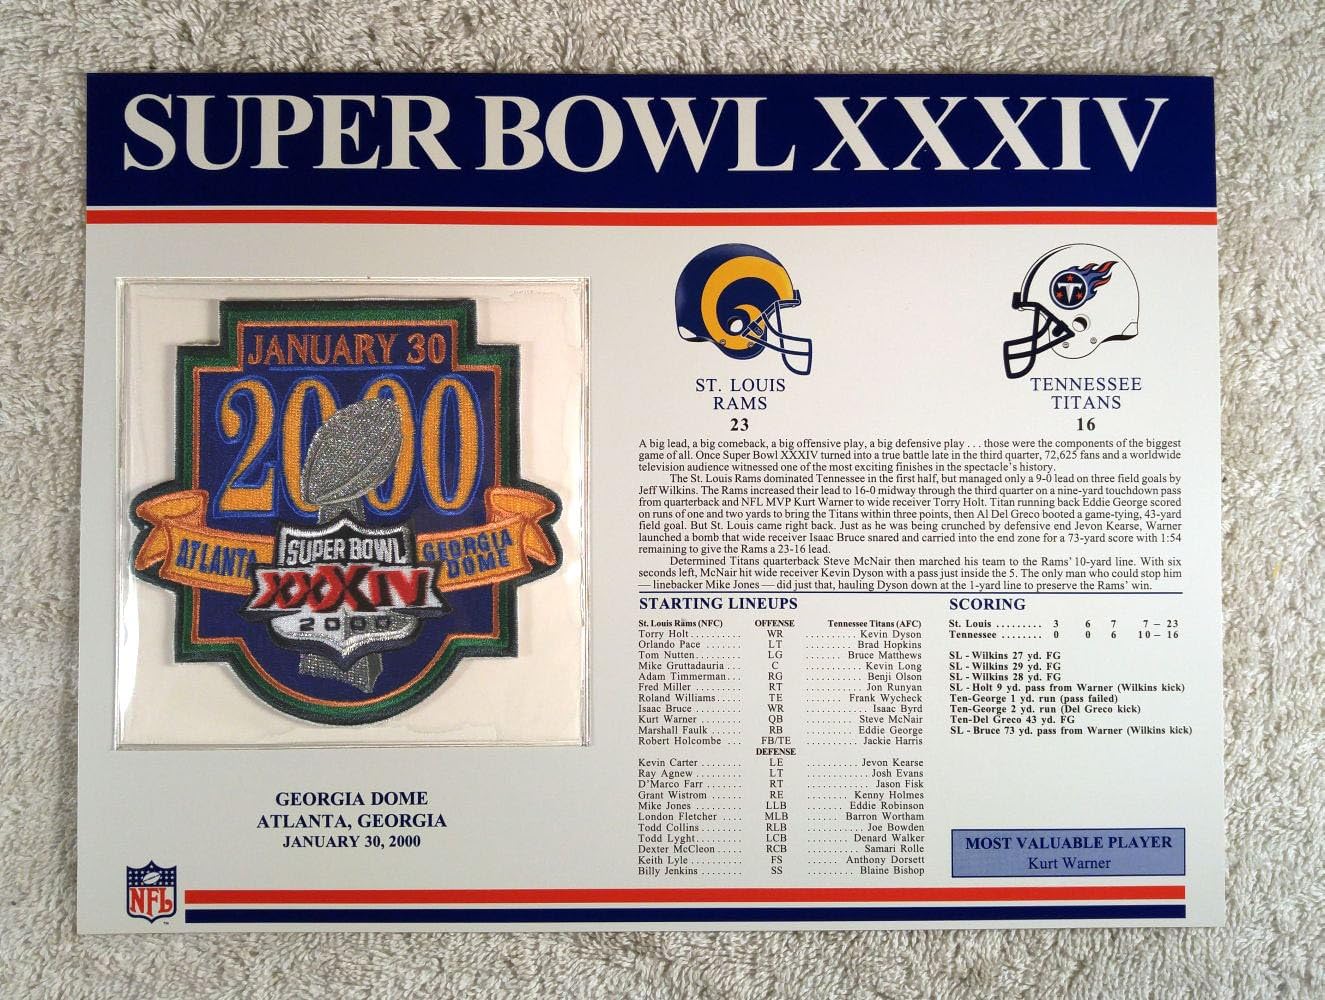 SUPER BOWL XXXIV
JANUARY 30
2000
ATLANTA
GEORGIA DOME
SUPER BOWL
XXXIV
2000
GEORGIA DOME
ATLANTA, GEORGIA
JANUARY 30, 2000
NFL
ST. LOUIS
RAMS
23
TENNESSEE
TITANS
16
A big lead, a big comeback, a big offensive play, a big defensive play . . . those were the components of the biggest
game of all. Once Super Bowl XXXIV turned into a true battle late in the third quarter, 72,625 fans and a worldwide
television audience witnessed one of the most exciting finishes in the spectacle's history.
The St. Louis Rams dominated Tennessee in the first half, but managed only a 9-0 lead on three field goals by
Jeff Wilkins. The Rams increased their lead to 16-0 midway through the third quarter on a nine-yard touchdown pass
from quarterback and NFL MVP Kurt Warner to wide receiver Torry Holt. Titan running back Eddie George scored
on runs of one and two yards to bring the Titans within three points, then Al Del Greco booted a game-tying, 43-yard
field goal. But St. Louis came right back. Just as he was being crunched by defensive end Jevon Kearse, Warner
launched a bomb that wide receiver Isaac Bruce snared and carried into the end zone for a 73-yard score with 1:54
remaining to give the Rams a 23-16 lead.
Determined Titans quarterback Steve McNair then marched his team to the Rams' 10-yard line. With six
seconds left, McNair hit wide receiver Kevin Dyson with a pass just inside the 5. The only man who could stop him
— linebacker Mike Jones — did just that, hauling Dyson down at the 1-yard line to preserve the Rams' win.
STARTING LINEUPS
St. Louis Rams (NFC) OFFENSE Tennessee Titans (AFC)
Torry Holt . . . . . . . . . . WR . . . . . . . . . . Kevin Dyson
Orlando Pace . . . . . . . LT . . . . . . . . . . Brad Hopkins
Tom Nutten . . . . . . . . LG . . . . . . . . Bruce Matthews
Mike Gruttadauria . . . C . . . . . . . . . . . Kevin Long
Adam Timmerman . . . RG . . . . . . . . . . . Benji Olson
Fred Miller . . . . . . . . . RT . . . . . . . . . . . Jon Runyan
Roland Williams . . . . . TE . . . . . . . . Frank Wycheck
Isaac Bruce . . . . . . . . WR . . . . . . . . . . . . Isaac Byrd
Kurt Warner . . . . . . . . QB . . . . . . . . . . Steve McNair
Marshall Faulk . . . . . . RB . . . . . . . . . . Eddie George
Robert Holcombe . . . FB/TE . . . . . . . . . . Jackie Harris
DEFENSE
Kevin Carter . . . . . . . . LE . . . . . . . . . . Jevon Kearse
Ray Agnew . . . . . . . . . LT . . . . . . . . . . . Josh Evans
D'Marco Farr . . . . . . . RT . . . . . . . . . . . . Jason Fisk
Grant Wistrom . . . . . . RE . . . . . . . . . Kenny Holmes
Mike Jones . . . . . . . . . LLB . . . . . . . . Eddie Robinson
London Fletcher . . . . MLB . . . . . . Barron Wortham
Todd Collins . . . . . . . . RLB . . . . . . . . . . . Joe Bowden
Todd Lyght . . . . . . . . . LCB . . . . . . . . . Denard Walker
Dexter McCleon . . . . RCB . . . . . . . . . . . Samari Rolle
Keith Lyle . . . . . . . . . . FS . . . . . . . Anthony Dorsett
Billy Jenkins . . . . . . . . SS . . . . . . . . . . Blaine Bishop
SCORING
St. Louis . . . . . . . . . 3 6 7 7 – 23
Tennessee . . . . . . . . 0 0 6 10 – 16
SL - Wilkins 27 yd. FG
SL - Wilkins 29 yd. FG
SL - Wilkins 28 yd. FG
SL - Holt 9 yd. pass from Warner (Wilkins kick)
Ten-George 1 yd. run (pass failed)
Ten-George 2 yd. run (Del Greco kick)
Ten-Del Greco 43 yd. FG
SL - Bruce 73 yd. pass from Warner (Wilkins kick)
MOST VALUABLE PLAYER
Kurt Warner